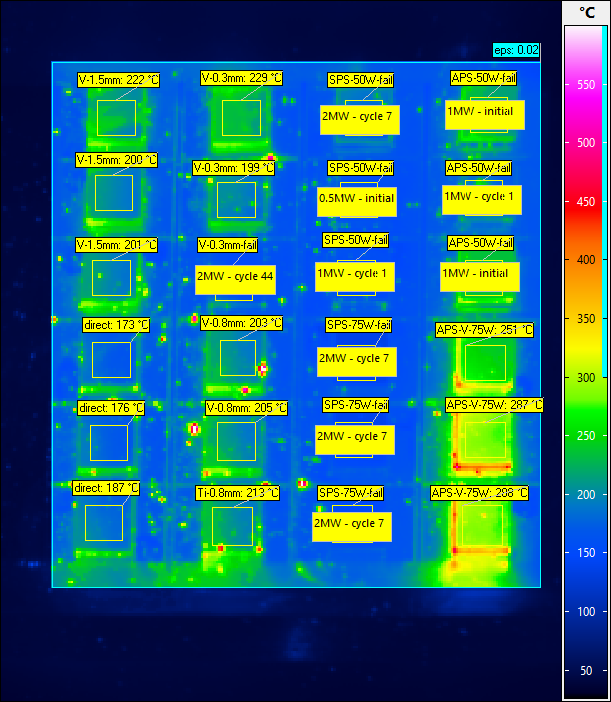 °C
eps: 0.02
V-1.5mm: 222 °C
V-0.3mm: 229 °C
SPS-50W-fail
APS-50W-fail
2MW - cycle 7
1MW - initial
V-1.5mm: 200 °C
V-0.3mm: 199 °C
SPS-50W-fail
APS-50W-fail
0.5MW - initial
1MW - cycle 1
V-1.5mm: 201 °C
V-0.3mm-fail
SPS-50W-fail
APS-50W-fail
2MW - cycle 44
1MW - cycle 1
1MW - initial
direct: 173 °C
V-0.8mm: 203 °C
SPS-75W-fail
APS-V-75W: 251 °C
2MW - cycle 7
direct: 176 °C
V-0.8mm: 205 °C
SPS-75W-fail
APS-V-75W: 287 °C
2MW - cycle 7
direct: 187 °C
Ti-0.8mm: 213 °C
SPS-75W-fail
APS-V-75W: 298 °C
2MW - cycle 7
550
500
450
400
350
300
250
200
150
100
50